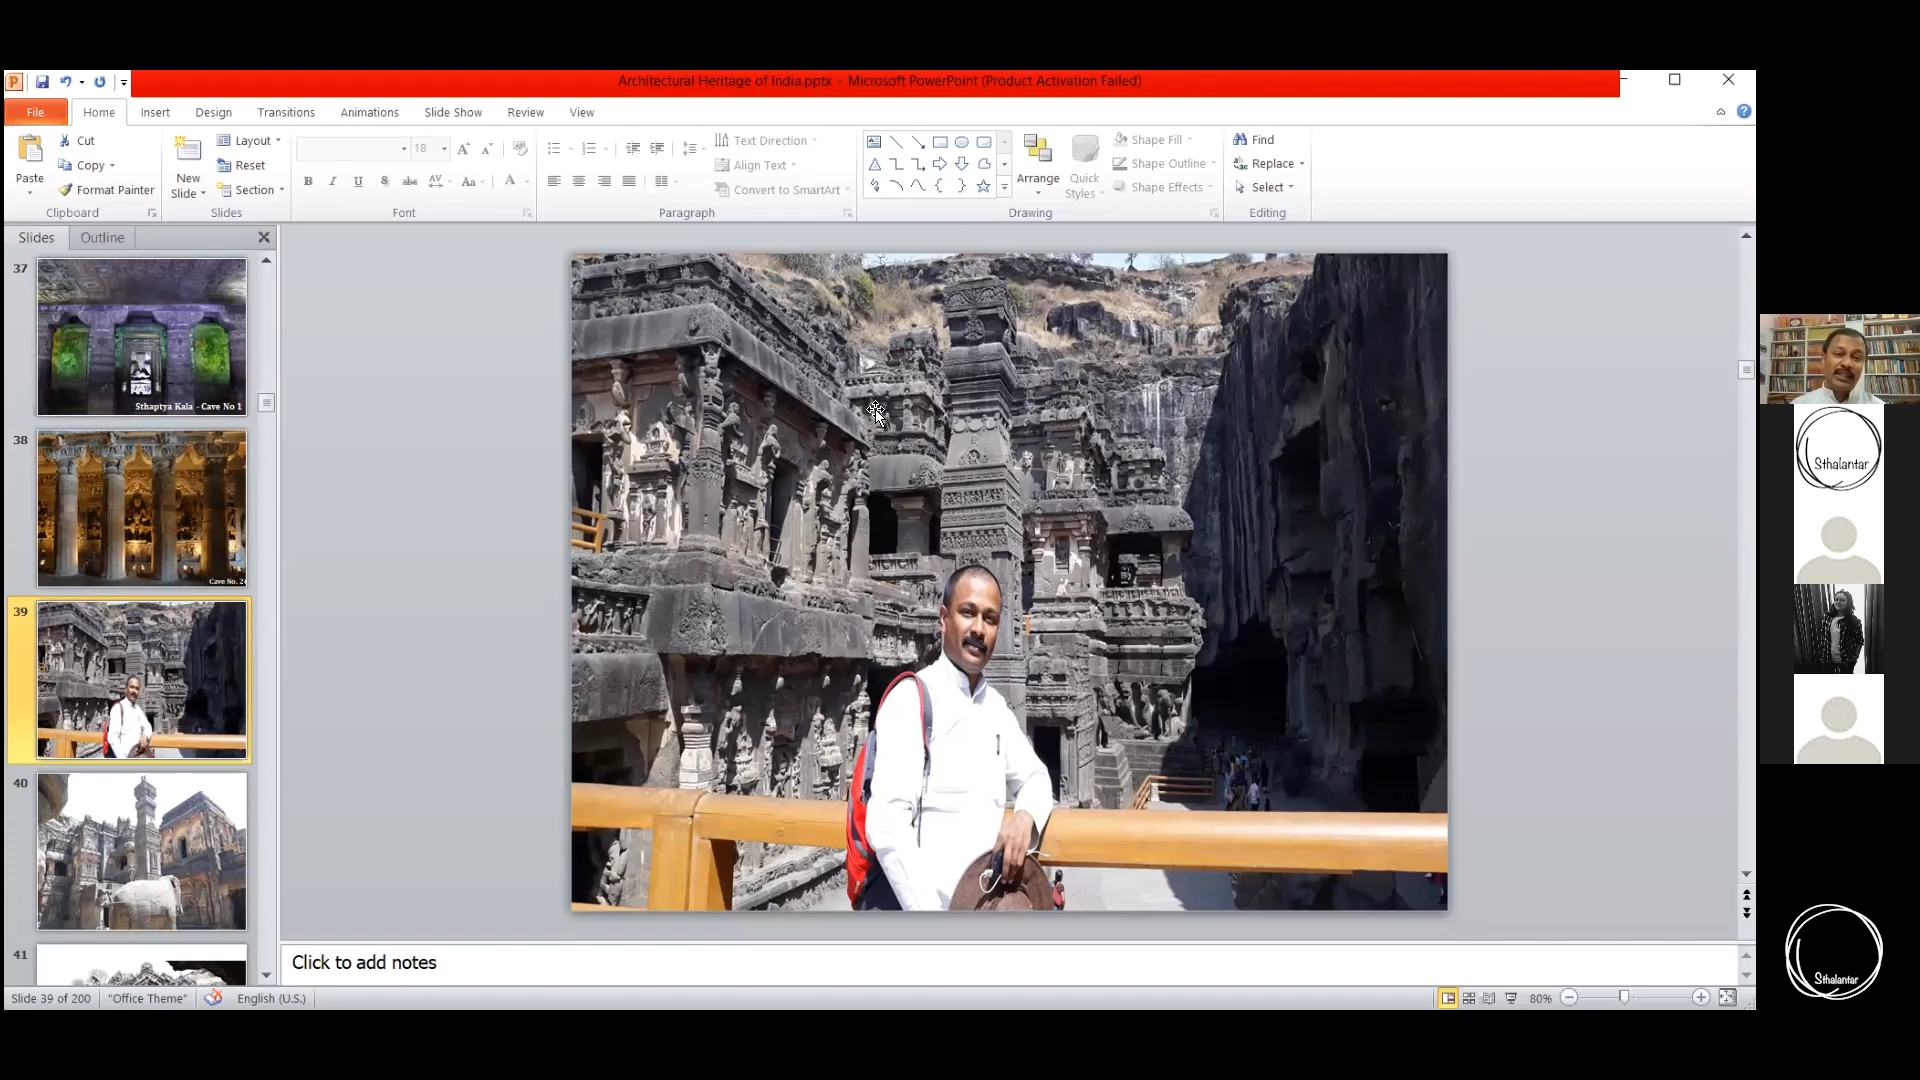 Architectural Heritage of India.pptx - Microsoft PowerPoint (Product Activation Failed)
File Home Insert Design Transitions Animations Slide Show Review View
Paste
Cut
Copy
Format Painter
Clipboard
New Slide
Layout
Reset
Section
Slides
18
B I U S abc AV Aa A
Font
Text Direction
Align Text
Convert to SmartArt
Paragraph
Arrange
Quick Styles
Shape Fill
Shape Outline
Shape Effects
Drawing
Find
Replace
Select
Editing
Slides Outline
37
Sthaptya Kala - Cave No 1
38
Cave No. 2
39
40
41
Click to add notes
Slide 39 of 200 "Office Theme" English (U.S.) 80%
Sthalantar
Sthalantar